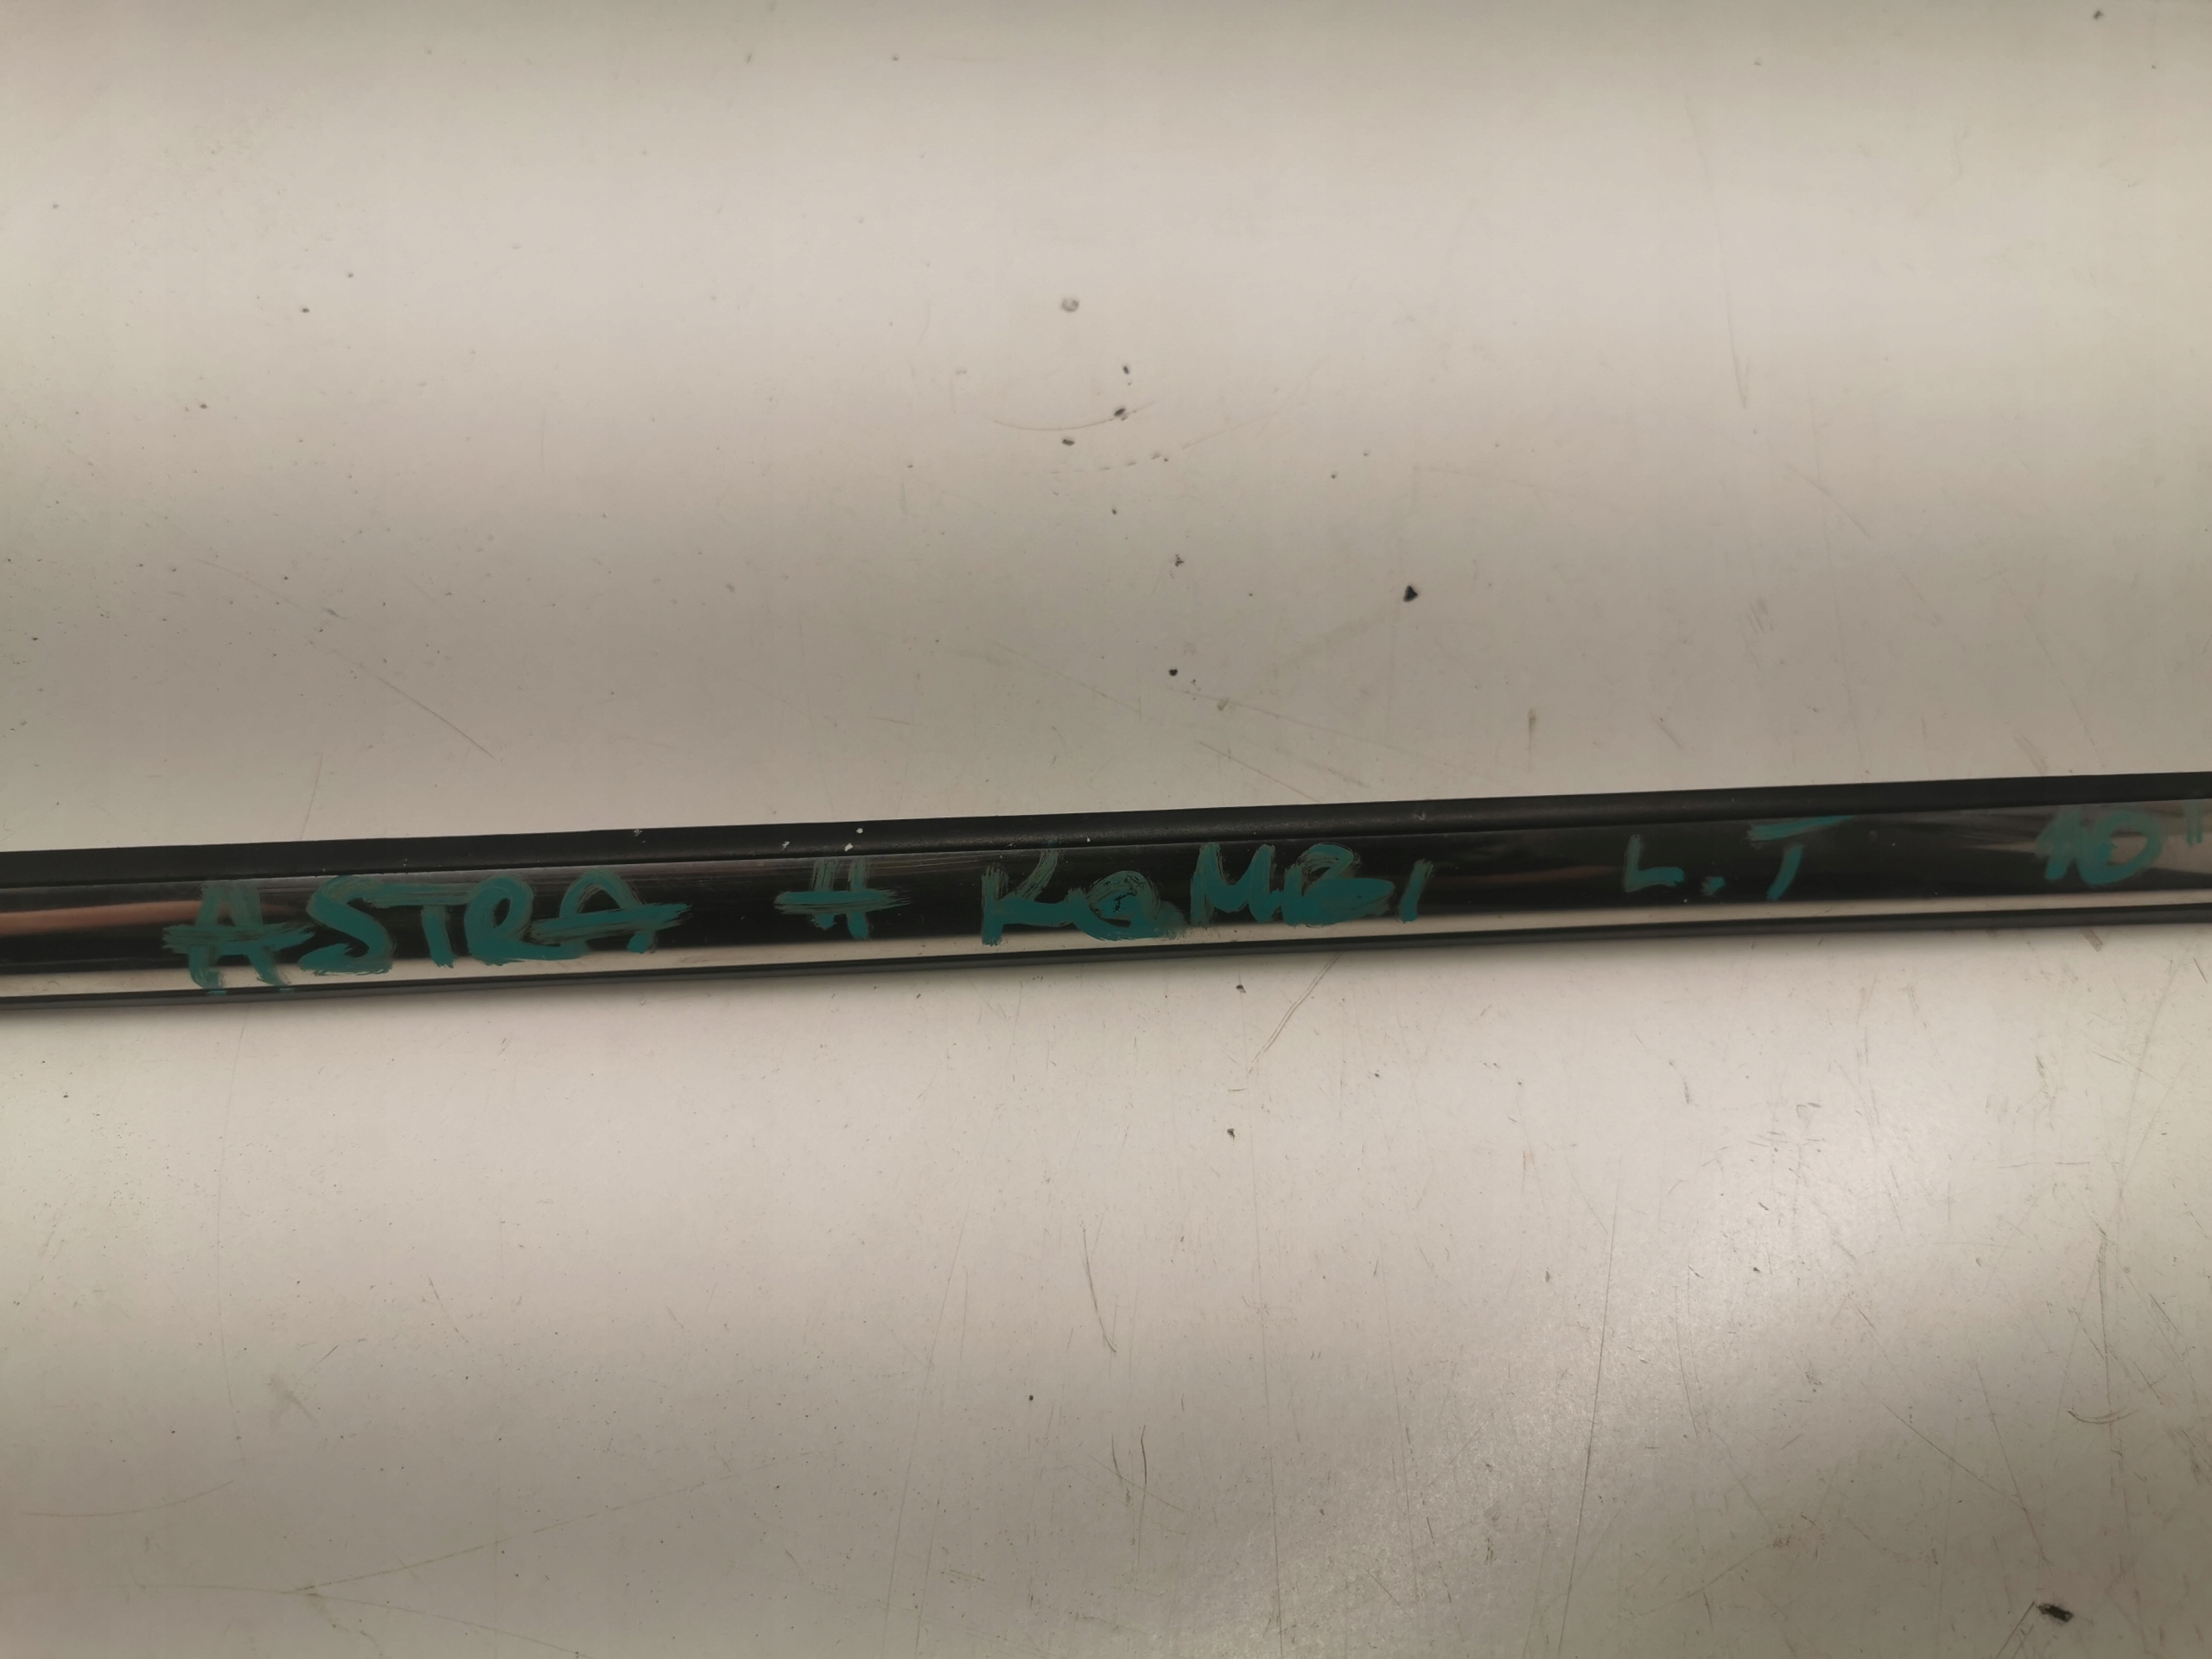 ASTRA H KOMBI L.T 10"